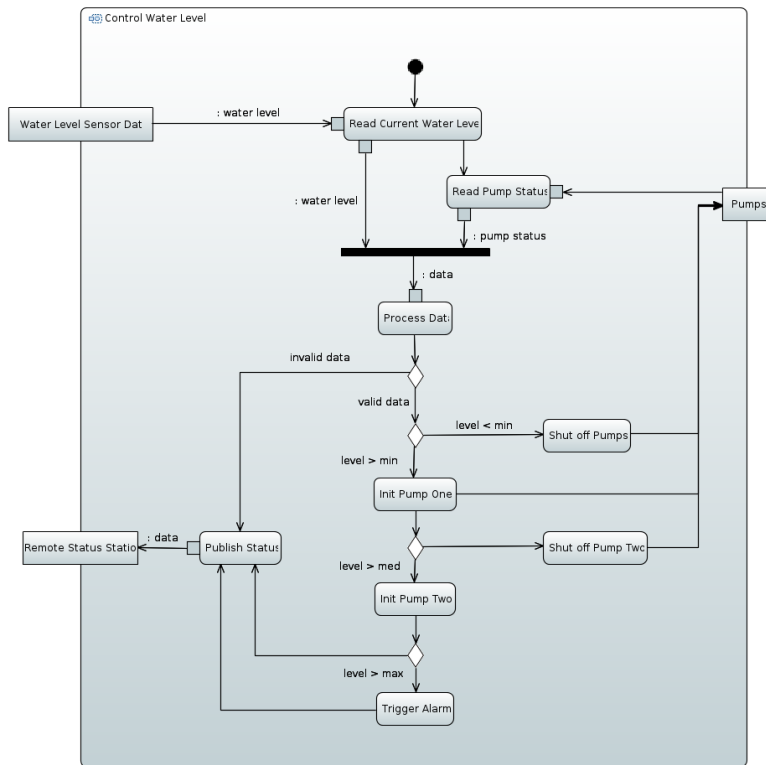 Control Water Level
Water Level Sensor Dat
: water level
Read Current Water Leve
Read Pump Status
Pumps
: water level
: pump status
: data
Process Dat
invalid data
valid data
level < min
Shut off Pumps
level > min
Init Pump One
Remote Status Statio
: data
Publish Status
Shut off Pump Two
level > med
Init Pump Two
level > max
Trigger Alarm